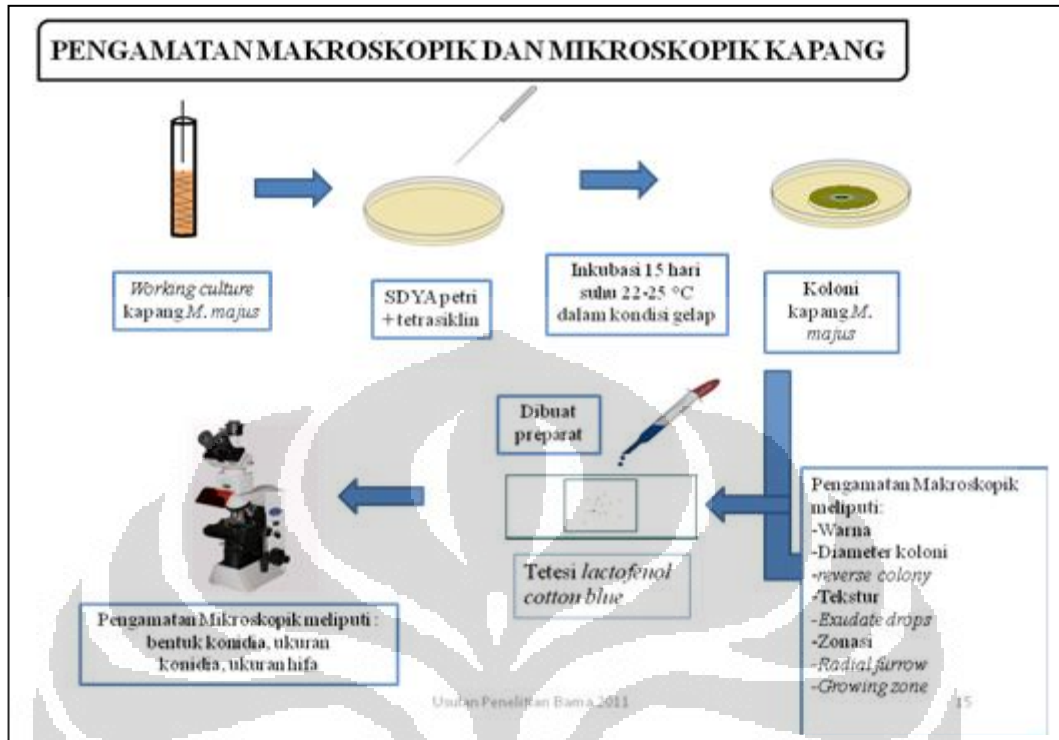 PENGAMATAN MAKROSKOPIK DAN MIKROSKOPIK KAPANG
Working culture
kapang M. majus
SDYA petri
+ tetrasiklin
Inkubasi 15 hari
suhu 22-25 °C
dalam kondisi gelap
Koloni
kapang M.
majus
Dibuat
preparat
Tetesi lactofenol
cotton blue
Pengamatan Makroskopik
meliputi:
-Warna
-Diameter koloni
-reverse colony
-Tekstur
-Exudate drops
-Zonasi
-Radial furrow
-Growing zone
Pengamatan Mikroskopik meliputi :
bentuk konidia, ukuran
konidia, ukuran hifa
Usulan Penelitian Bama 2011
15